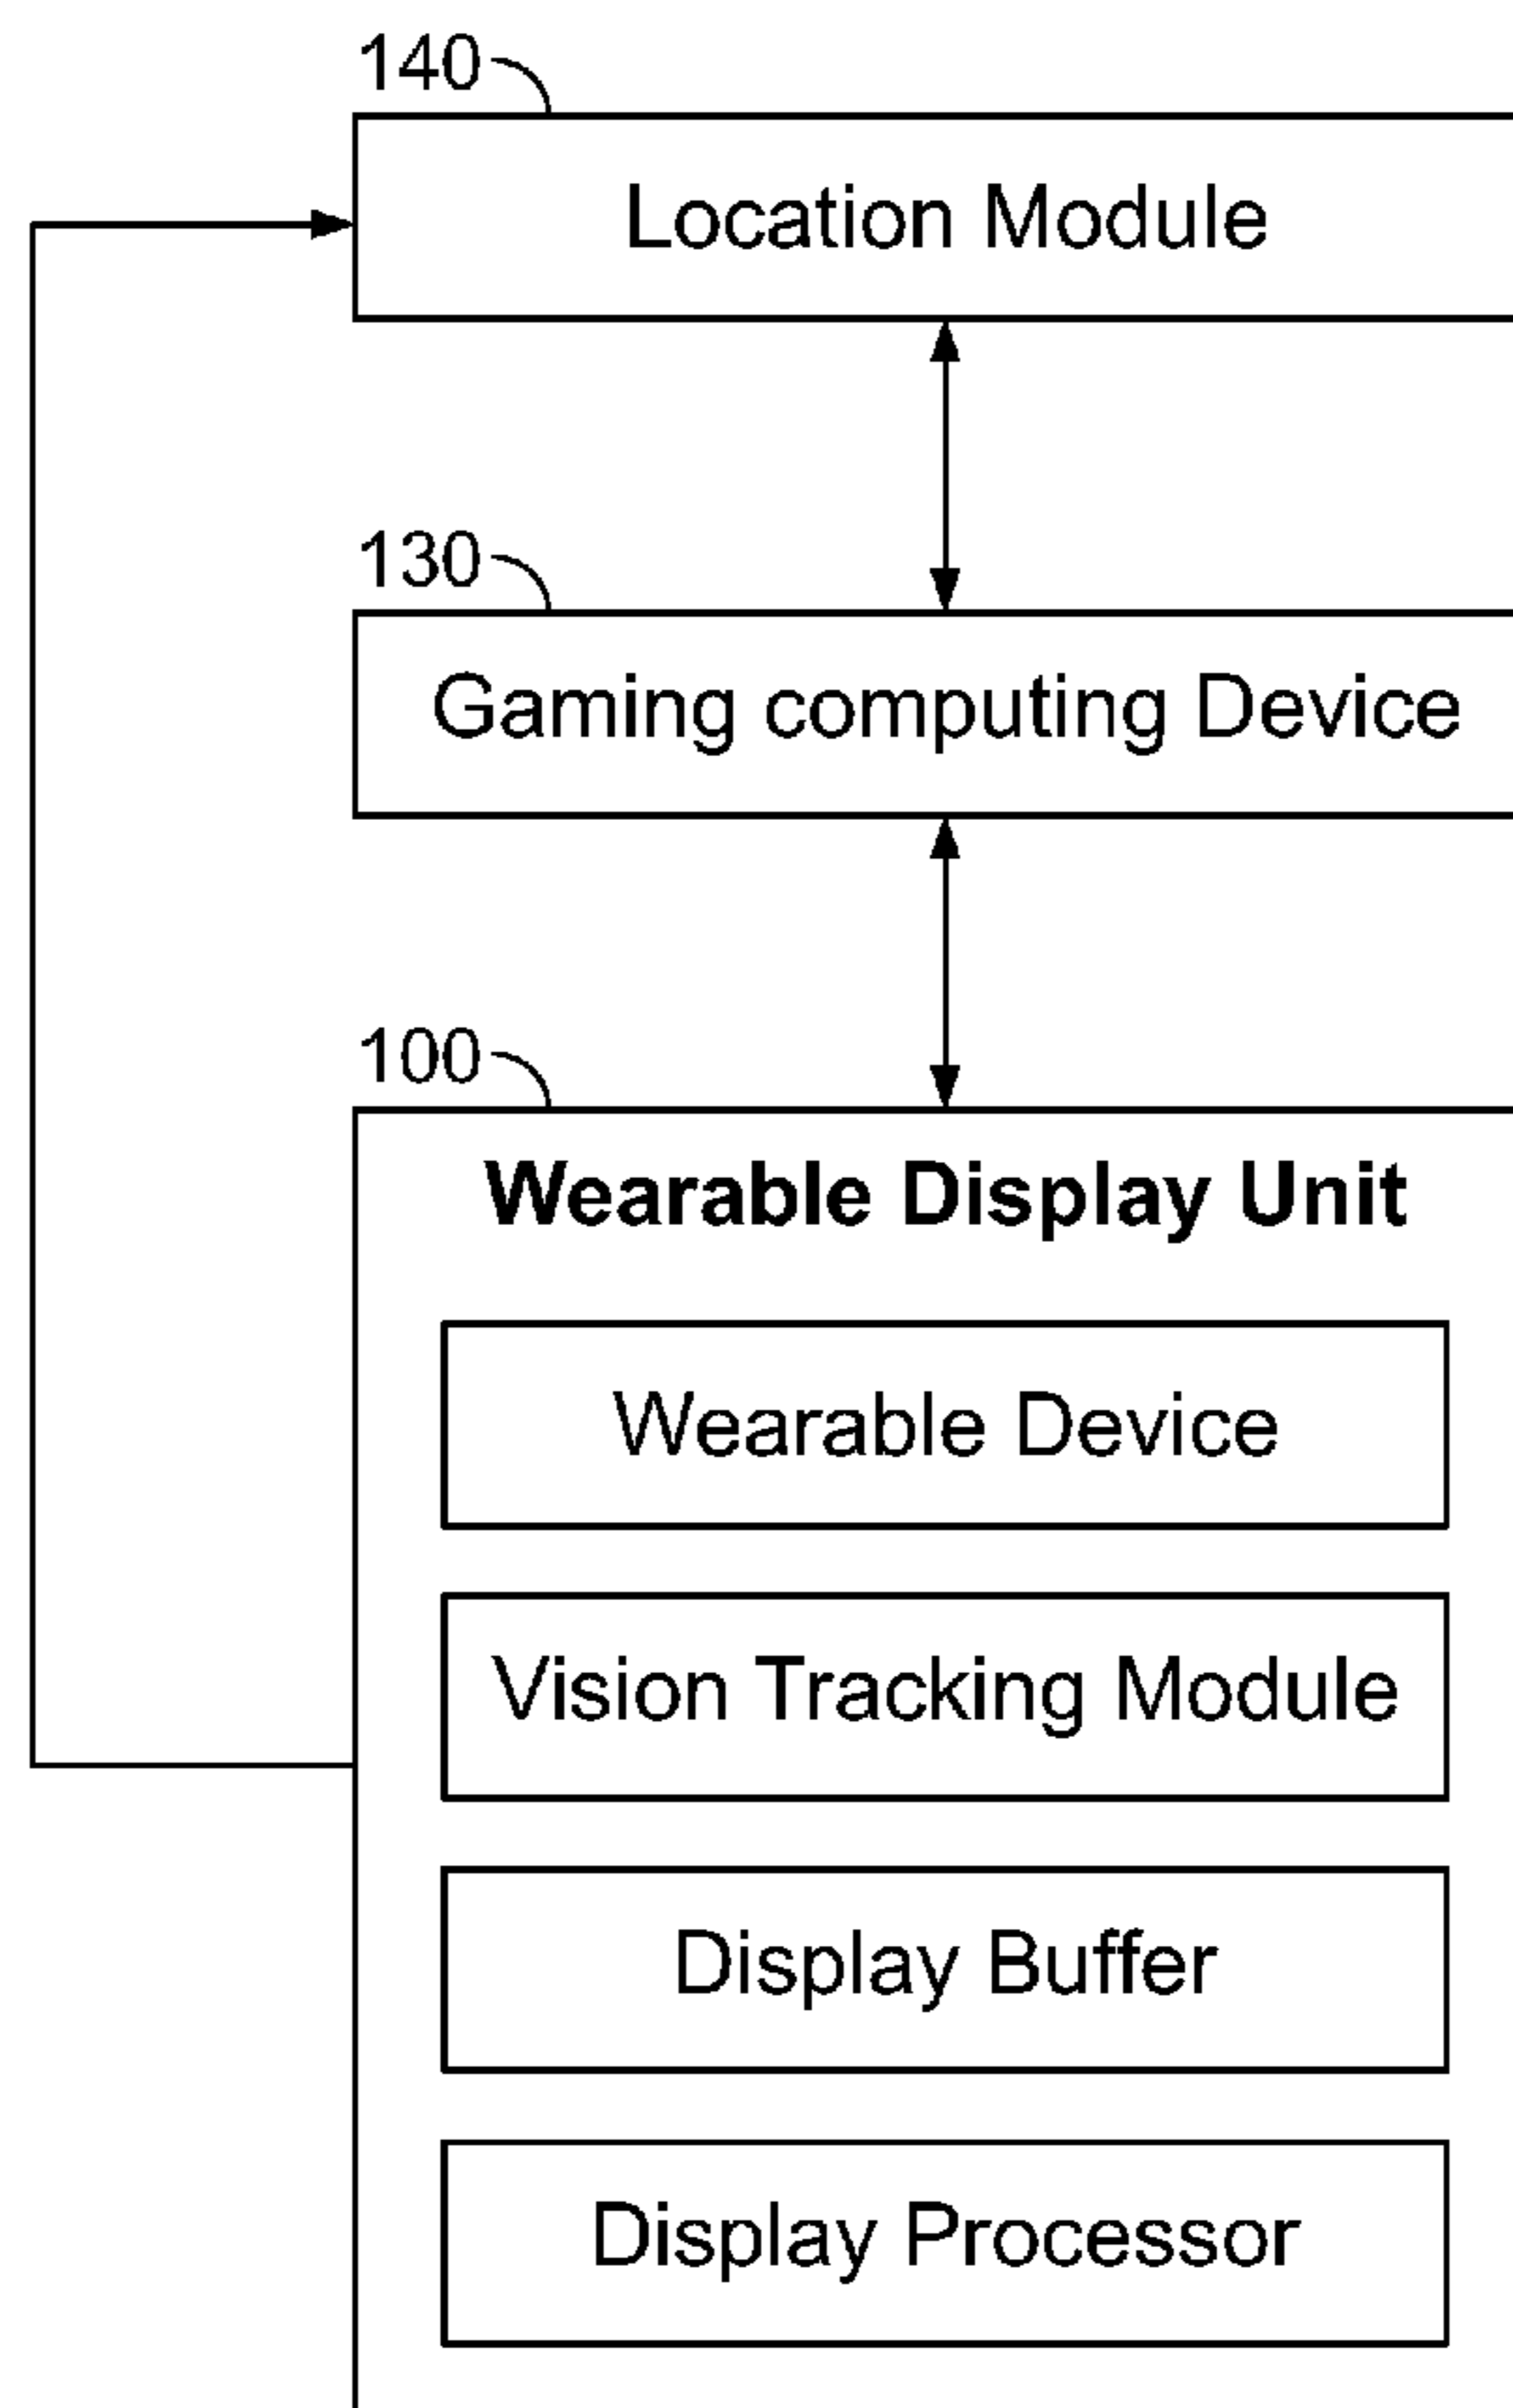 140
Location Module
130
Gaming computing Device
100
Wearable Display Unit
Wearable Device
Vision Tracking Module
Display Buffer
Display Processor